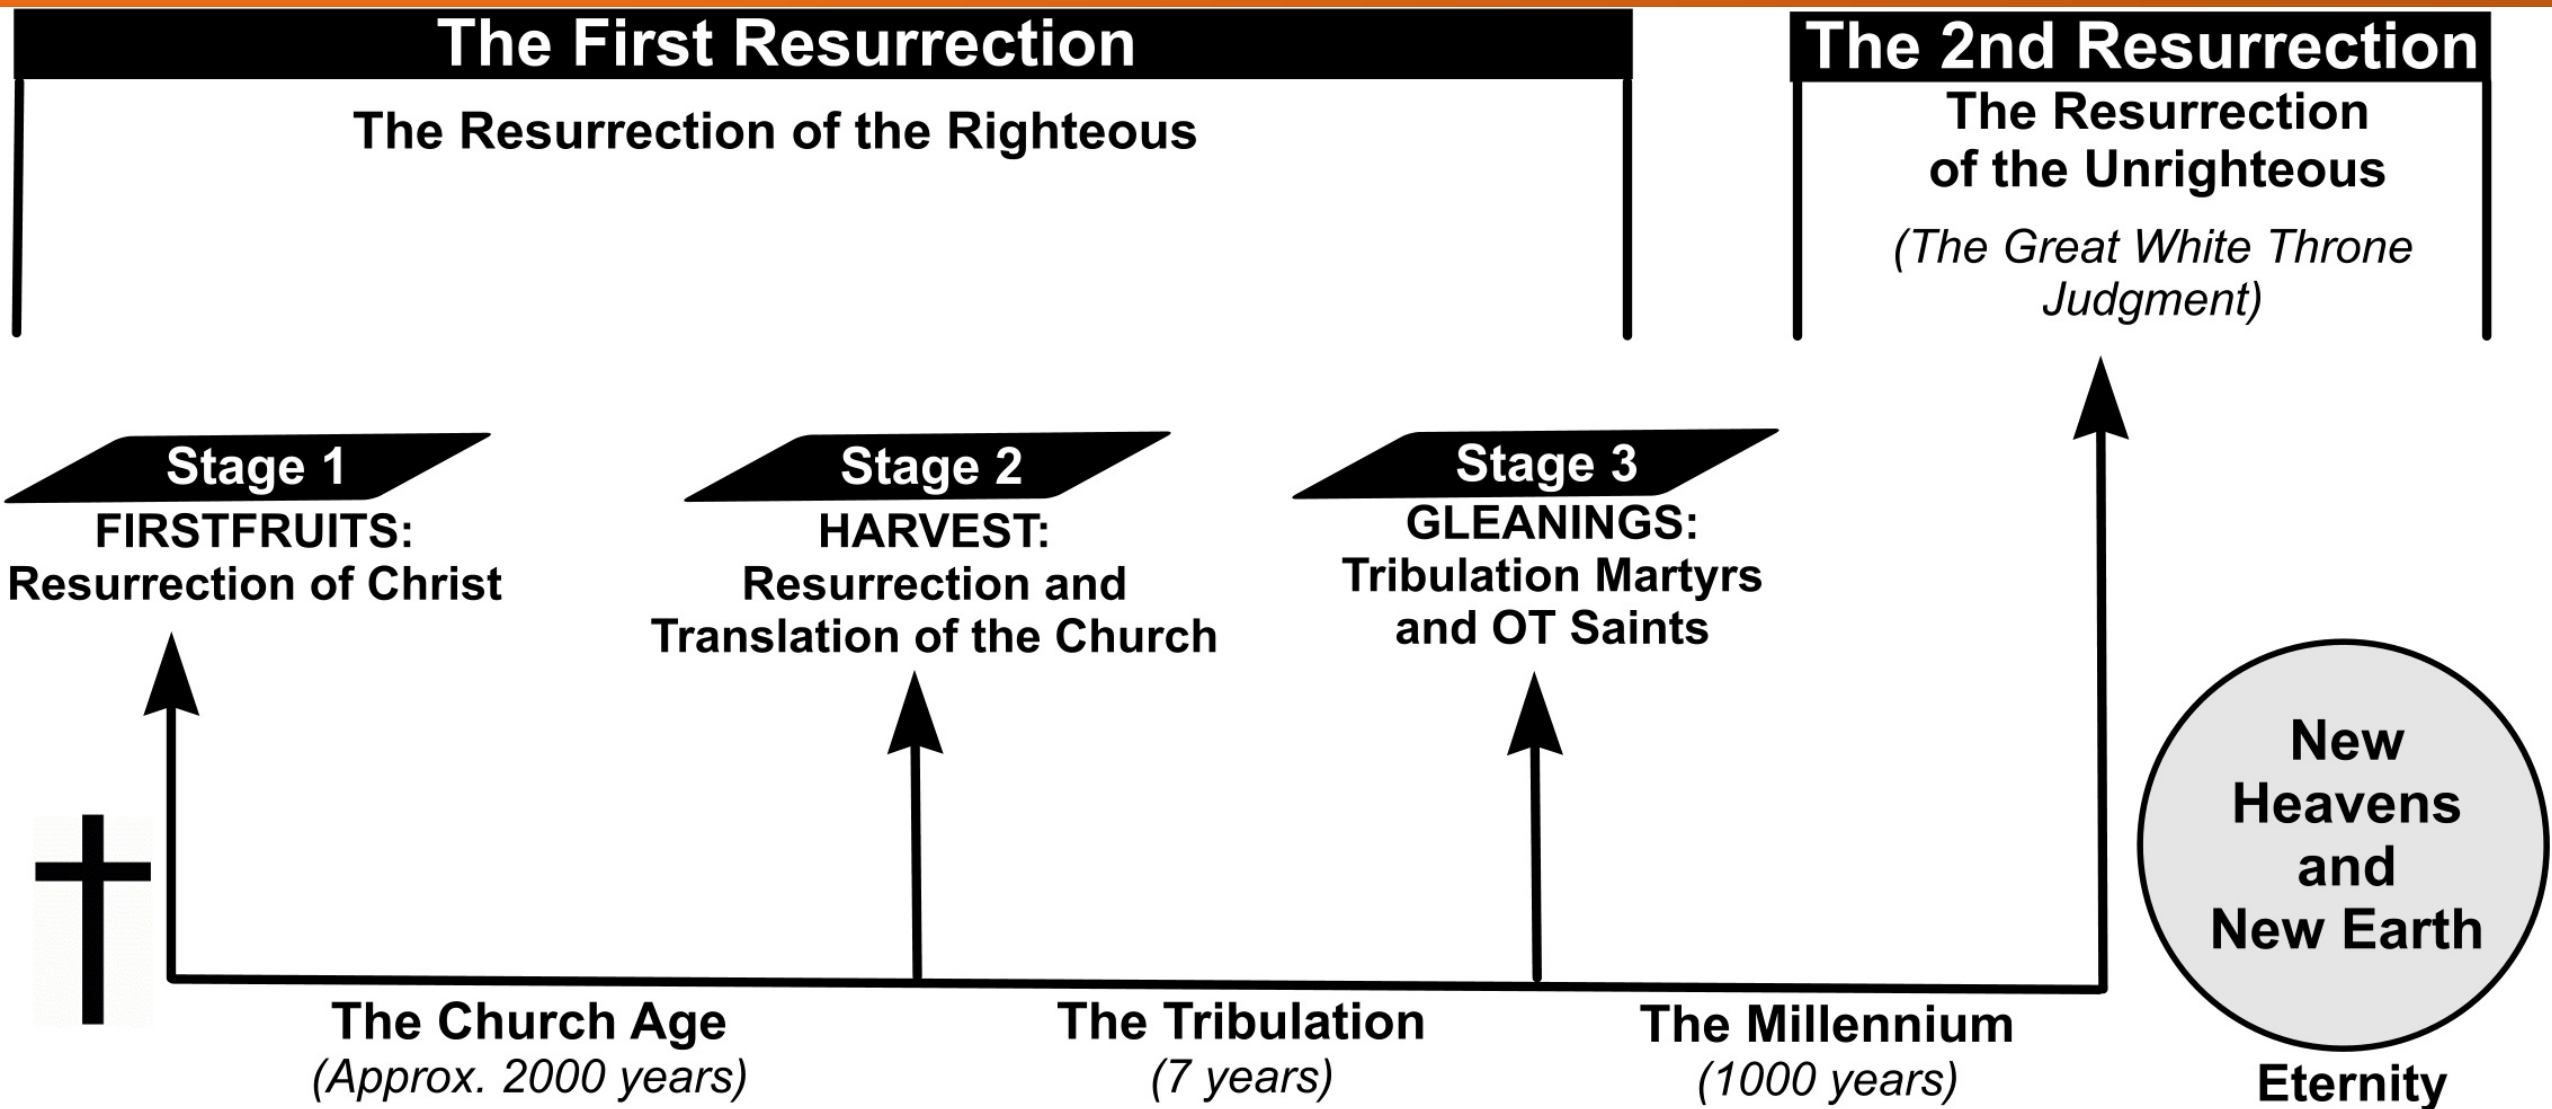 The First Resurrection
The Resurrection of the Righteous
The 2nd Resurrection
The Resurrection
of the Unrighteous
(The Great White Throne
Judgment)
Stage 1
FIRSTFRUITS:
Resurrection of Christ
Stage 2
HARVEST:
Resurrection and
Translation of the Church
Stage 3
GLEANINGS:
Tribulation Martyrs
and OT Saints
The Church Age
(Approx. 2000 years)
The Tribulation
(7 years)
The Millennium
(1000 years)
New
Heavens
and
New Earth
Eternity